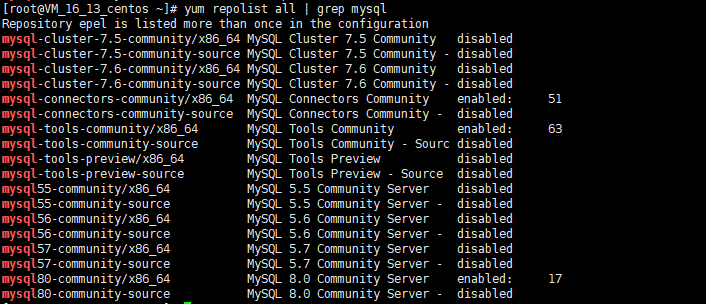 [root@VM_16_13_centos ~]# yum repolist all | grep mysql
Repository epel is listed more than once in the configuration
mysql-cluster-7.5-community/x86_64 MySQL Cluster 7.5 Community   disabled
mysql-cluster-7.5-community-source MySQL Cluster 7.5 Community - disabled
mysql-cluster-7.6-community/x86_64 MySQL Cluster 7.6 Community   disabled
mysql-cluster-7.6-community-source MySQL Cluster 7.6 Community - disabled
mysql-connectors-community/x86_64  MySQL Connectors Community    enabled:     51
mysql-connectors-community-source  MySQL Connectors Community -  disabled
mysql-tools-community/x86_64       MySQL Tools Community         enabled:     63
mysql-tools-community-source       MySQL Tools Community - Sourc disabled
mysql-tools-preview/x86_64         MySQL Tools Preview           disabled
mysql-tools-preview-source         MySQL Tools Preview - Source  disabled
mysql55-community/x86_64           MySQL 5.5 Community Server    disabled
mysql55-community-source           MySQL 5.5 Community Server -  disabled
mysql56-community/x86_64           MySQL 5.6 Community Server    disabled
mysql56-community-source           MySQL 5.6 Community Server -  disabled
mysql57-community/x86_64           MySQL 5.7 Community Server    disabled
mysql57-community-source           MySQL 5.7 Community Server -  disabled
mysql80-community/x86_64           MySQL 8.0 Community Server    enabled:     17
mysql80-community-source           MySQL 8.0 Community Server -  disabled